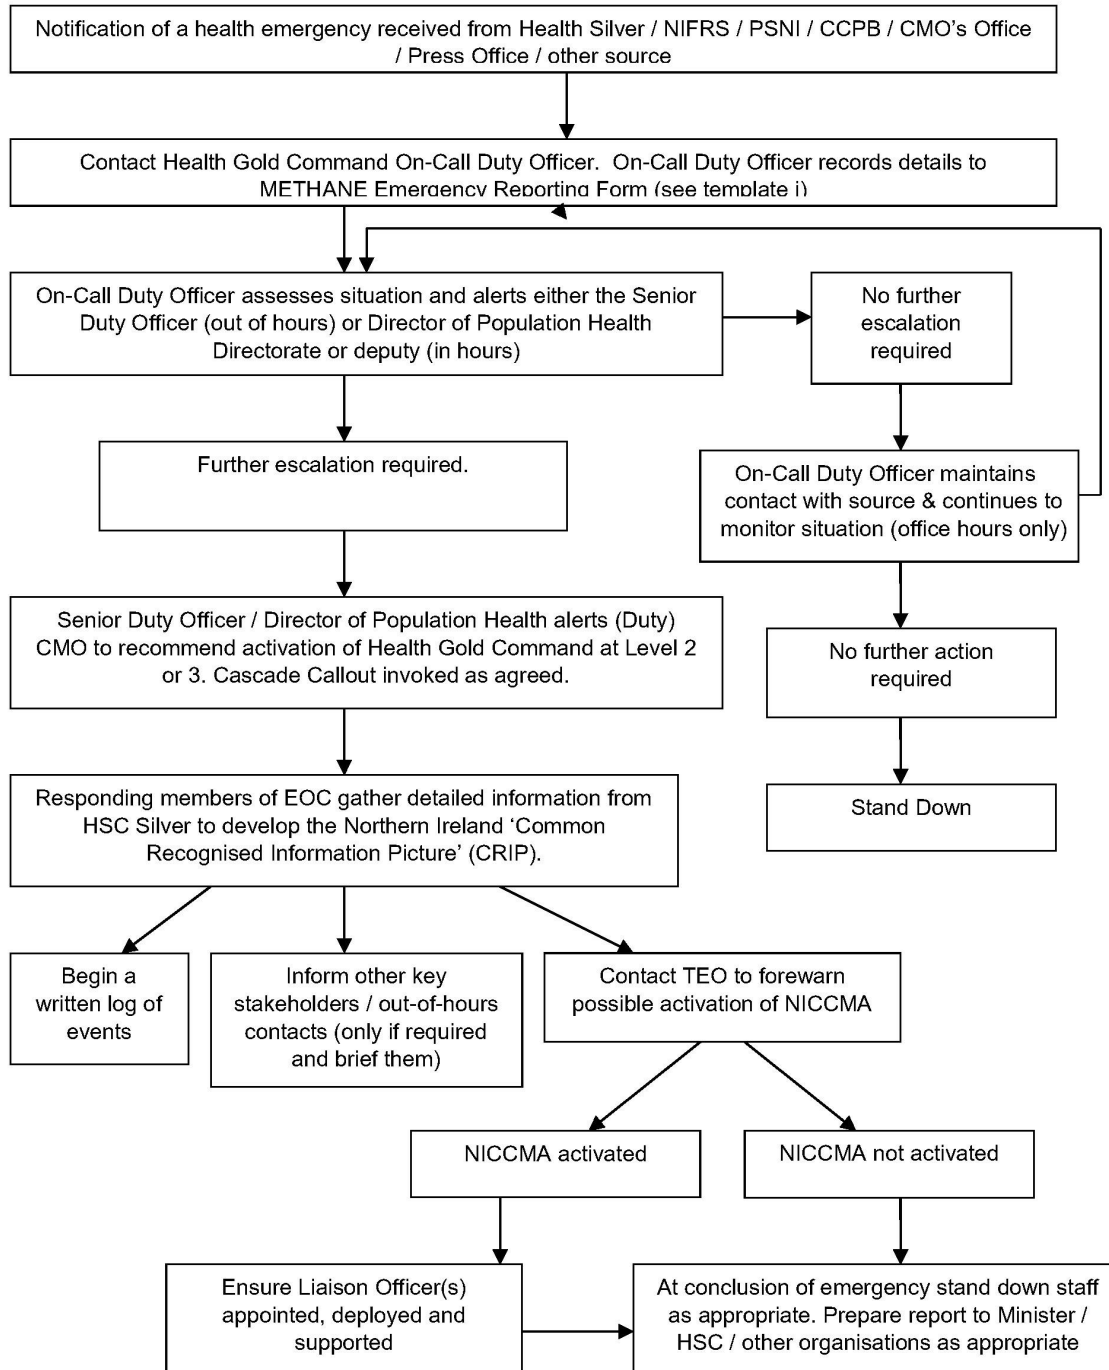 Notification of a health emergency received from Health Silver / NIFRS / PSNI / CCPB / CMO's Office
/ Press Office / other source
Contact Health Gold Command On-Call Duty Officer. On-Call Duty Officer records details to
METHANE Emergency Reporting Form (see template i)
On-Call Duty Officer assesses situation and alerts either the Senior
Duty Officer (out of hours) or Director of Population Health
Directorate or deputy (in hours)
No further
escalation
required
Further escalation required.
On-Call Duty Officer maintains
contact with source & continues to
monitor situation (office hours only)
Senior Duty Officer / Director of Population Health alerts (Duty)
CMO to recommend activation of Health Gold Command at Level 2
or 3. Cascade Callout invoked as agreed.
No further action
required
Responding members of EOC gather detailed information from
HSC Silver to develop the Northern Ireland ‘Common
Recognised Information Picture’ (CRIP).
Stand Down
Begin a
written log of
events
Inform other key
stakeholders / out-of-hours
contacts (only if required
and brief them)
Contact TEO to forewarn
possible activation of NICCMA
NICCMA activated
NICCMA not activated
Ensure Liaison Officer(s)
appointed, deployed and
supported
At conclusion of emergency stand down staff
as appropriate. Prepare report to Minister /
HSC / other organisations as appropriate